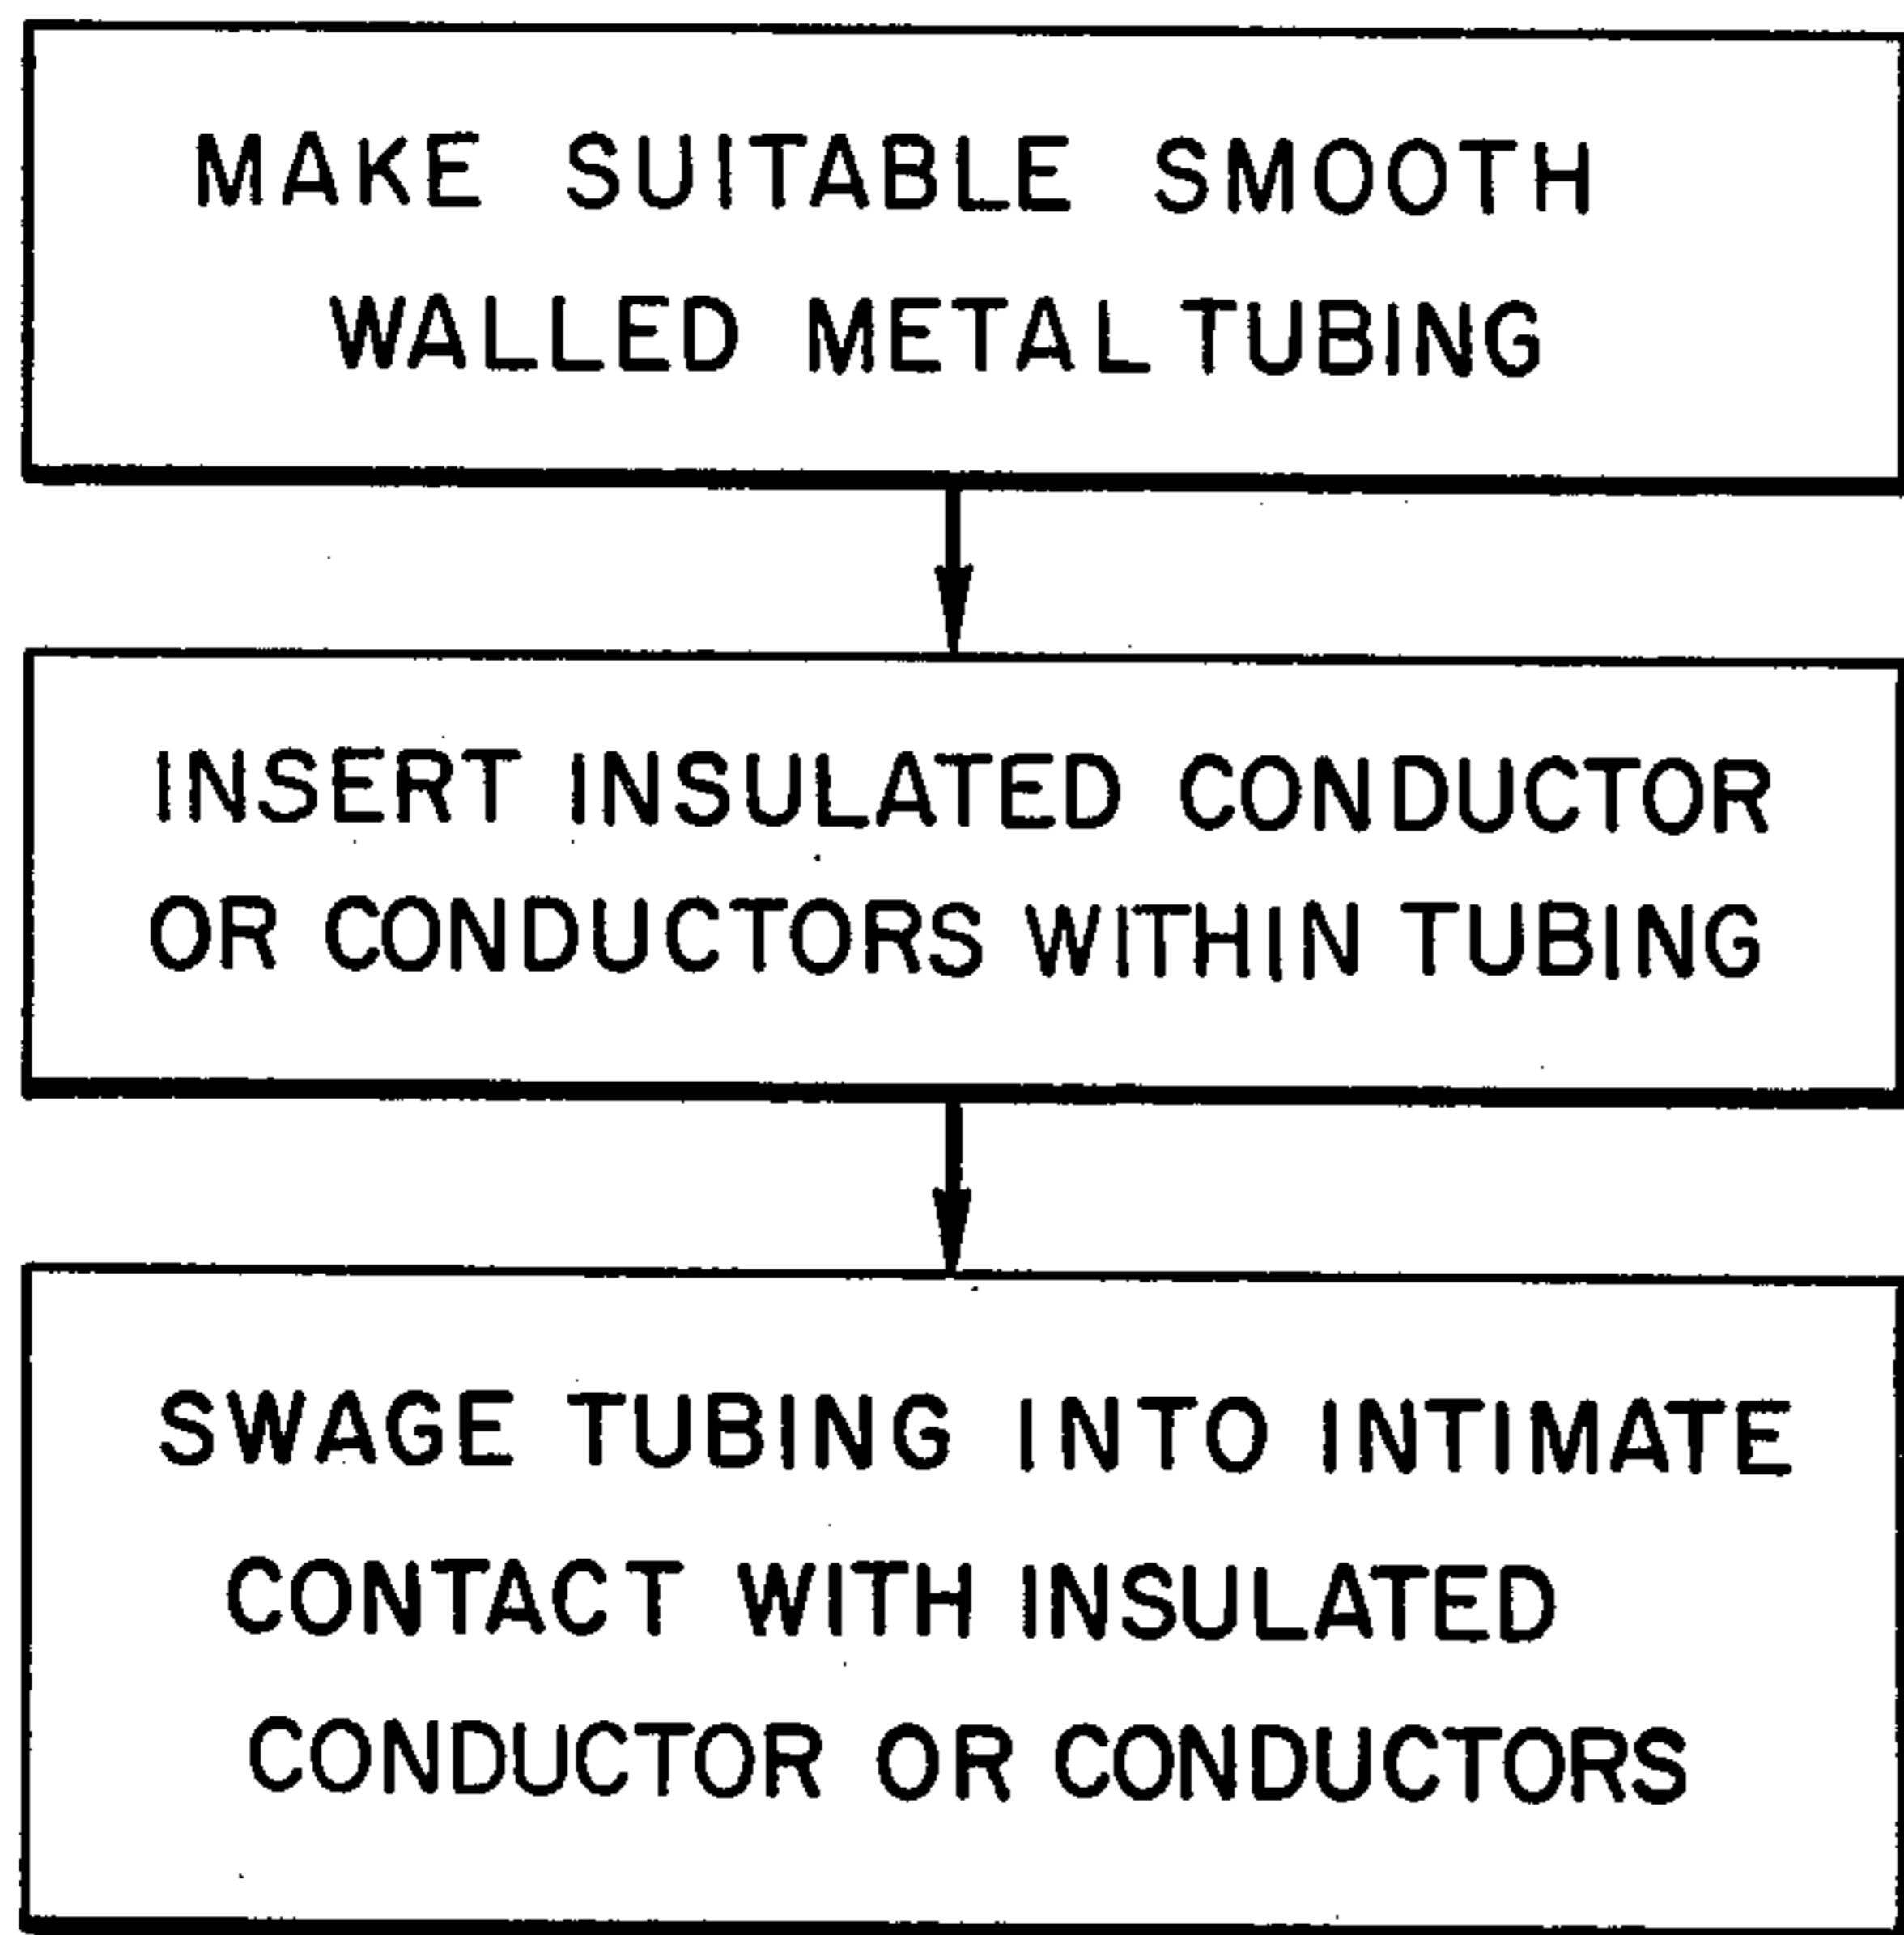 MAKE SUITABLE SMOOTH
WALLED METAL TUBING
INSERT INSULATED CONDUCTOR
OR CONDUCTORS WITHIN TUBING
SWAGE TUBING INTO INTIMATE
CONTACT WITH INSULATED
CONDUCTOR OR CONDUCTORS